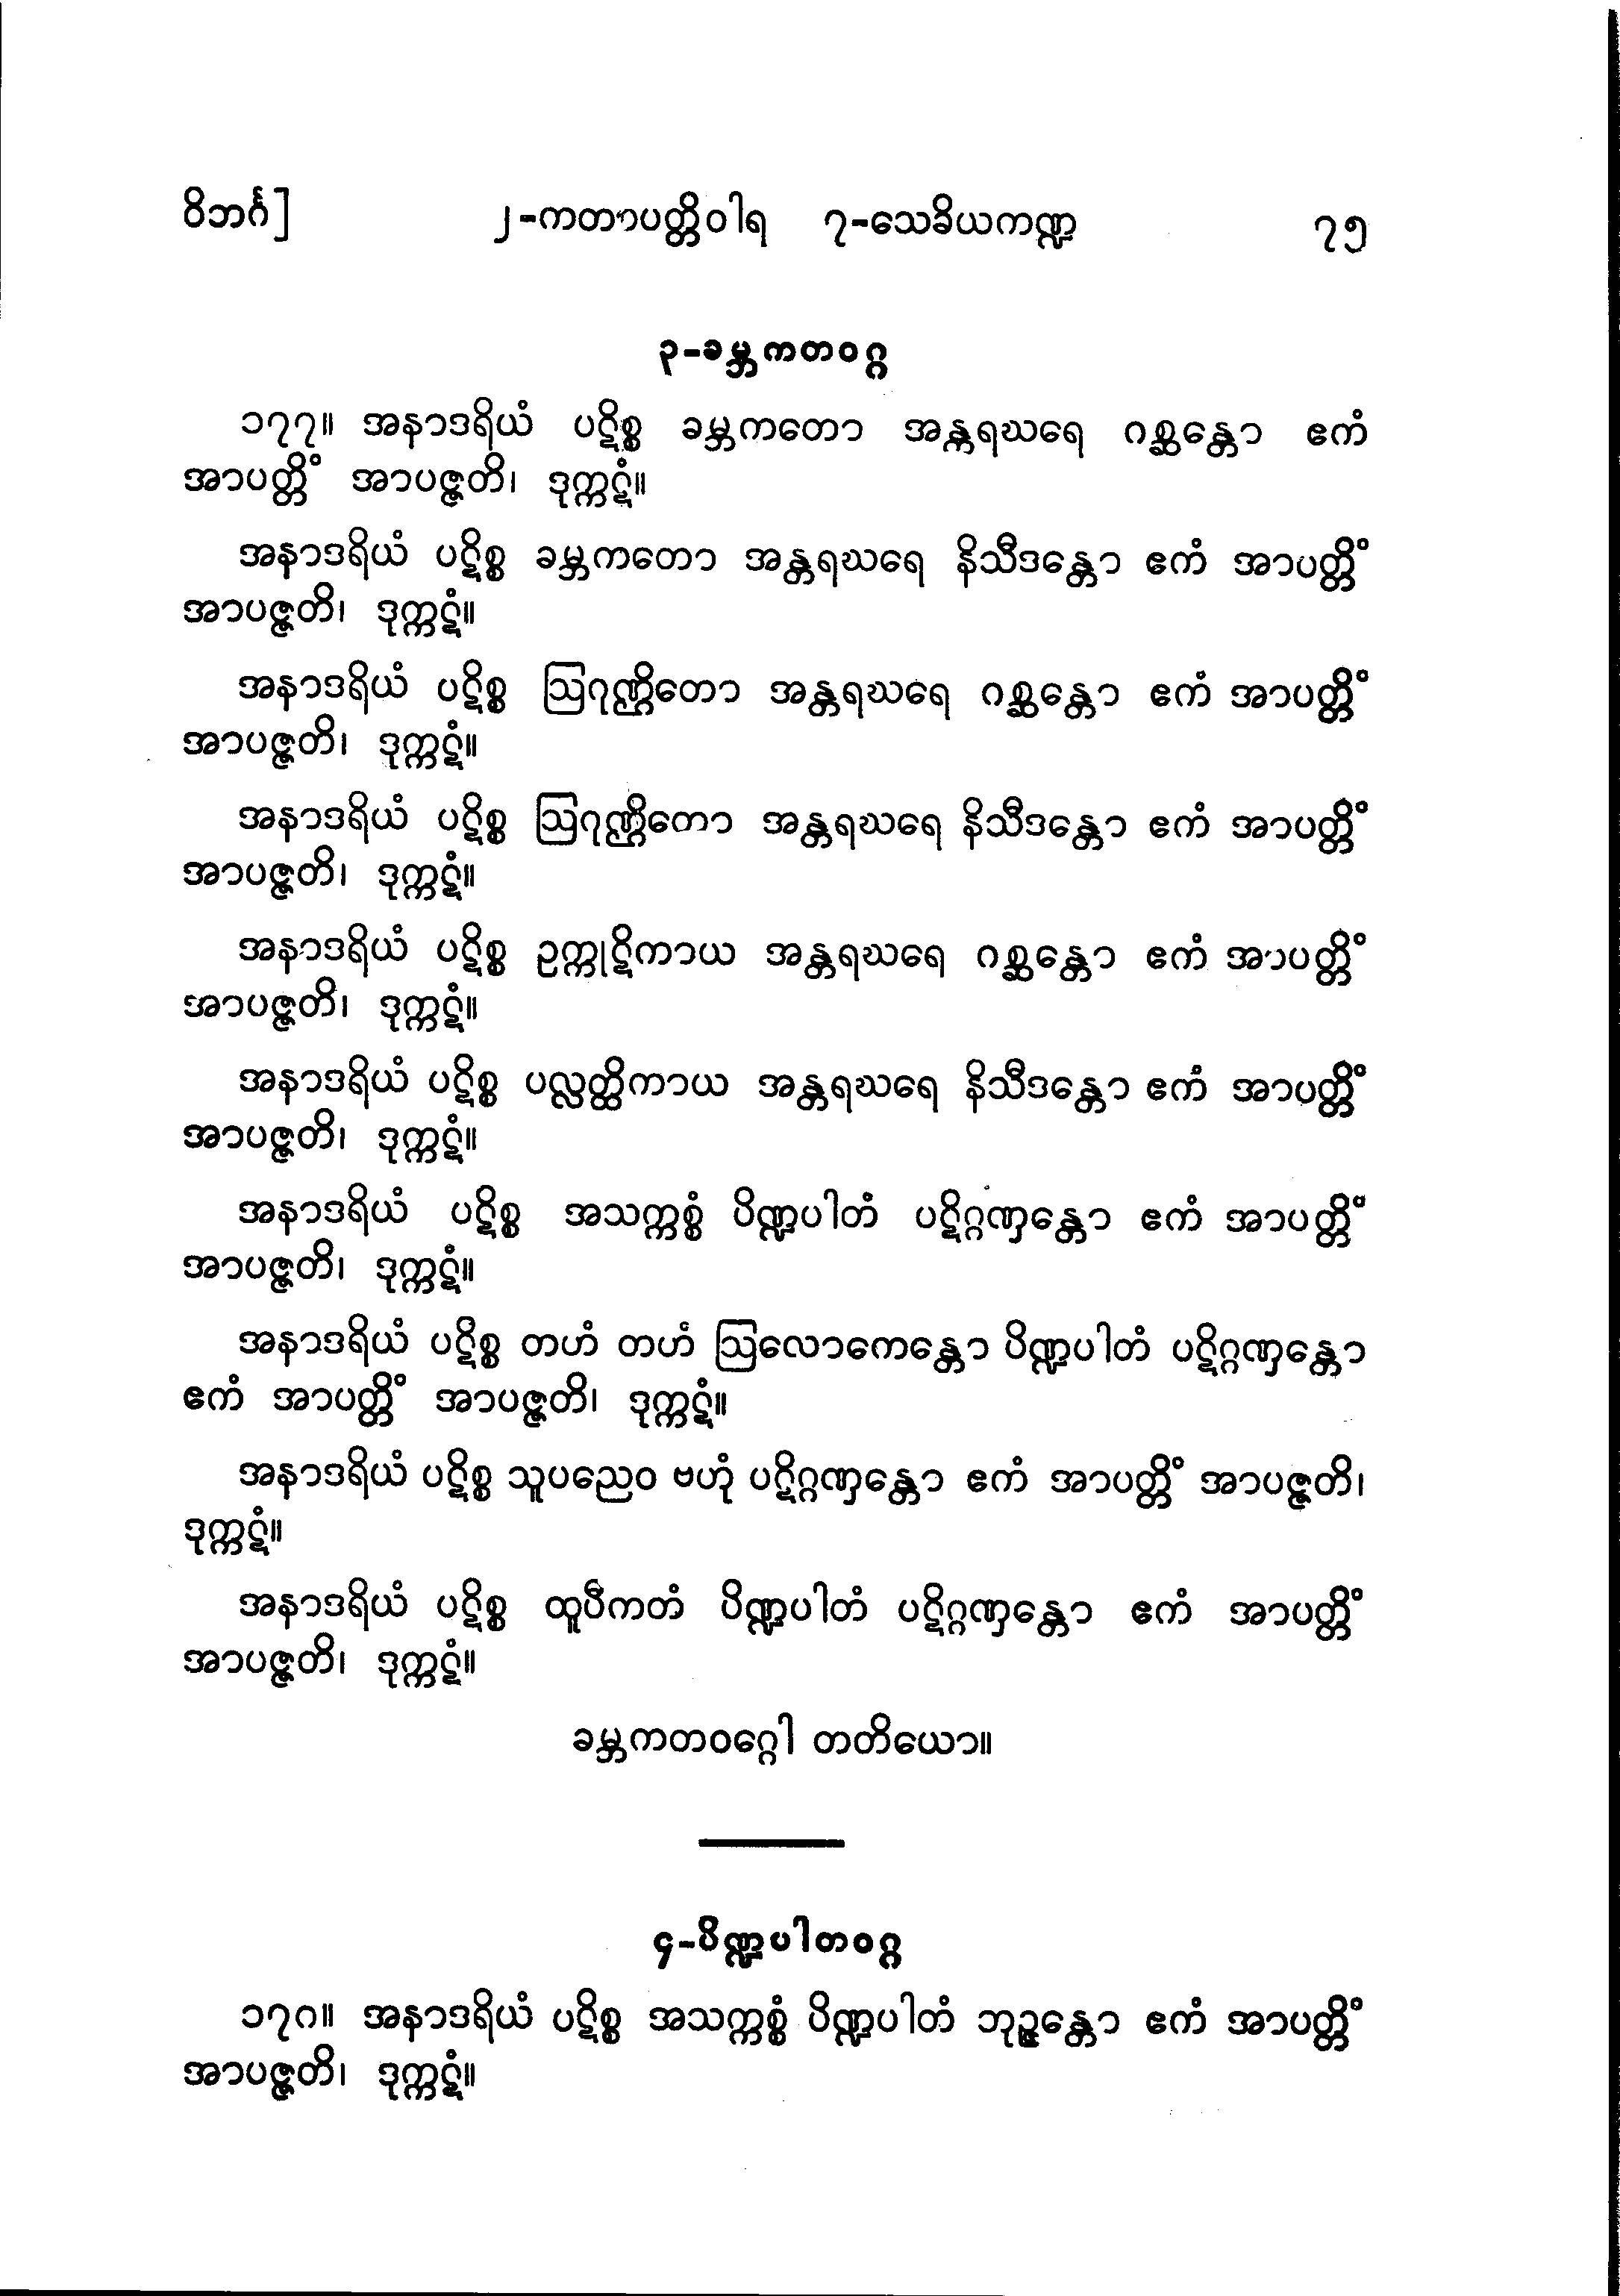 ဝိဘင်္ဂ] ၂-ကတာပတ္တိဝါရ ၇-သေခိယကဏ္ဍ ၇၅
၃-ခမ္ဘကတဝဂ္ဂ
၁၇၇။ အနာဒရိယံ ပဋိစ္စ ခမ္ဘကတော အန္တရဃရေ ဂစ္ဆန္တော ဧကံ
အာပတ္တိံ အာပဇ္ဇတိ၊ ဒုက္ကဋံ။
အနာဒရိယံ ပဋိစ္စ ခမ္ဘကတော အန္တရဃရေ နိသီဒန္တော ဧကံ အာပတ္တိံ
အာပဇ္ဇတိ၊ ဒုက္ကဋံ။
အနာဒရိယံ ပဋိစ္စ ဩဂုဏ္ဌိတော အန္တရဃရေ ဂစ္ဆန္တော ဧကံ အာပတ္တိံ
အာပဇ္ဇတိ၊ ဒုက္ကဋံ။
အနာဒရိယံ ပဋိစ္စ ဩဂုဏ္ဌိတော အန္တရဃရေ နိသီဒန္တော ဧကံ အာပတ္တိံ
အာပဇ္ဇတိ၊ ဒုက္ကဋံ။
အနာဒရိယံ ပဋိစ္စ ဥက္ကုဋိကာယ အန္တရဃရေ ဂစ္ဆန္တော ဧကံ အာပတ္တိံ
အာပဇ္ဇတိ၊ ဒုက္ကဋံ။
အနာဒရိယံ ပဋိစ္စ ပလ္လတ္ထိကာယ အန္တရဃရေ နိသီဒန္တော ဧကံ အာပတ္တိံ
အာပဇ္ဇတိ၊ ဒုက္ကဋံ။
အနာဒရိယံ ပဋိစ္စ အသက္ကစ္စံ ပိဏ္ဍပါတံ ပဋိဂ္ဂဏှန္တော ဧကံ အာပတ္တိံ
အာပဇ္ဇတိ၊ ဒုက္ကဋံ။
အနာဒရိယံ ပဋိစ္စ တဟံ တဟံ ဩလောကေန္တော ပိဏ္ဍပါတံ ပဋိဂ္ဂဏှန္တော
ဧကံ အာပတ္တိံ အာပဇ္ဇတိ၊ ဒုက္ကဋံ။
အနာဒရိယံ ပဋိစ္စ သူပညေဝ ဗဟုံ ပဋိဂ္ဂဏှန္တော ဧကံ အာပတ္တိံ အာပဇ္ဇတိ၊
ဒုက္ကဋံ။
အနာဒရိယံ ပဋိစ္စ ထူပီကတံ ပိဏ္ဍပါတံ ပဋိဂ္ဂဏှန္တော ဧကံ အာပတ္တိံ
အာပဇ္ဇတိ၊ ဒုက္ကဋံ။
ခမ္ဘကတဝဂ္ဂေါ တတိယော။
၄-ပိဏ္ဍပါတဝဂ္ဂ
၁၇၈။ အနာဒရိယံ ပဋိစ္စ အသက္ကစ္စံ ပိဏ္ဍပါတံ ဘုဉ္ဇန္တော ဧကံ အာပတ္တိံ
အာပဇ္ဇတိ၊ ဒုက္ကဋံ။